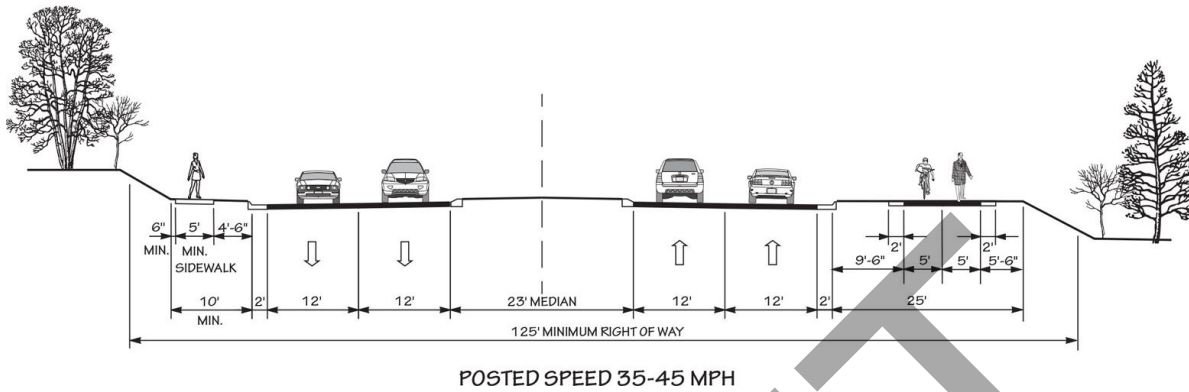 6" 5' 4'-6"
MIN. MIN.
SIDEWALK
2' 2'
9'-6" 5' 5' 5'-6"
10' 2' 12' 12' 23' MEDIAN 12' 12' 2' 25'
MIN.
125' MINIMUM RIGHT OF WAY
POSTED SPEED 35-45 MPH